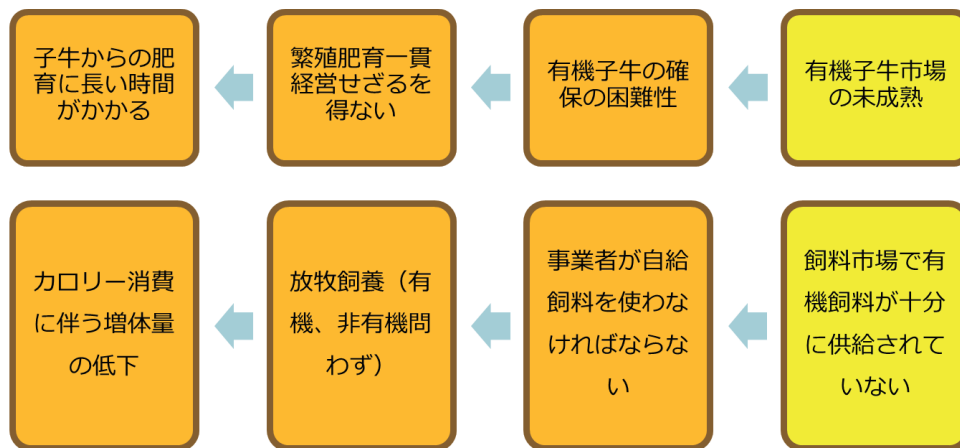 子牛からの肥
育に長い時間
がかかる
繁殖肥育一貫
経営せざるを
得ない
有機子牛の確
保の困難性
有機子牛市場
の未成熟
カロリー消費
に伴う増体量
の低下
放牧飼養（有
機、非有機問
わず）
事業者が自給
飼料を使わな
ければならな
い
飼料市場で有
機飼料が十分
に供給されて
いない